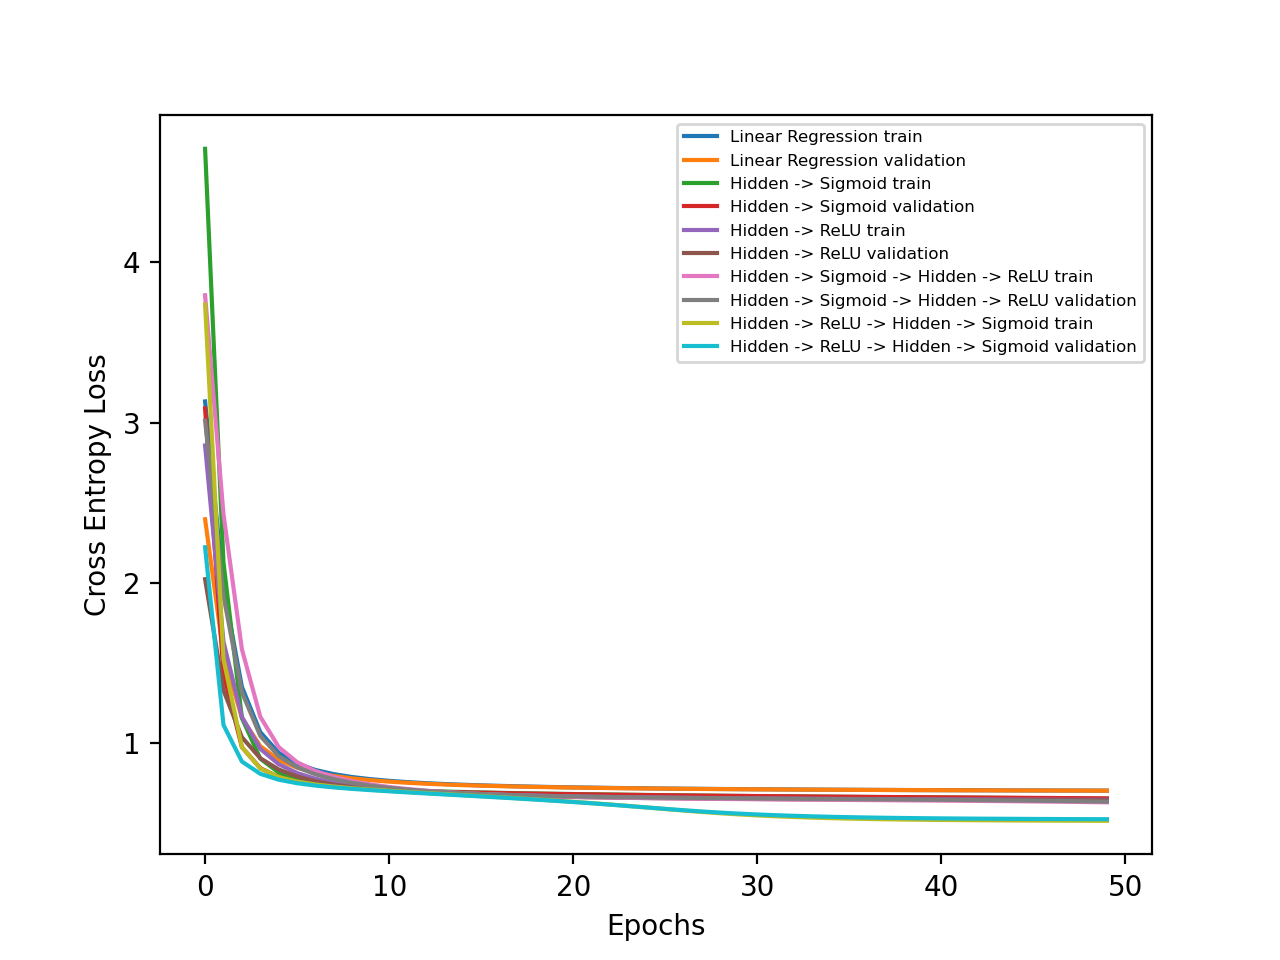 Linear Regression train
Linear Regression validation
Hidden -> Sigmoid train
Hidden -> Sigmoid validation
Hidden -> ReLU train
Hidden -> ReLU validation
Hidden -> Sigmoid -> Hidden -> ReLU train
Hidden -> Sigmoid -> Hidden -> ReLU validation
Hidden -> ReLU -> Hidden -> Sigmoid train
Hidden -> ReLU -> Hidden -> Sigmoid validation
4
3
2
1
Cross Entropy Loss
0 10 20 30 40 50
Epochs